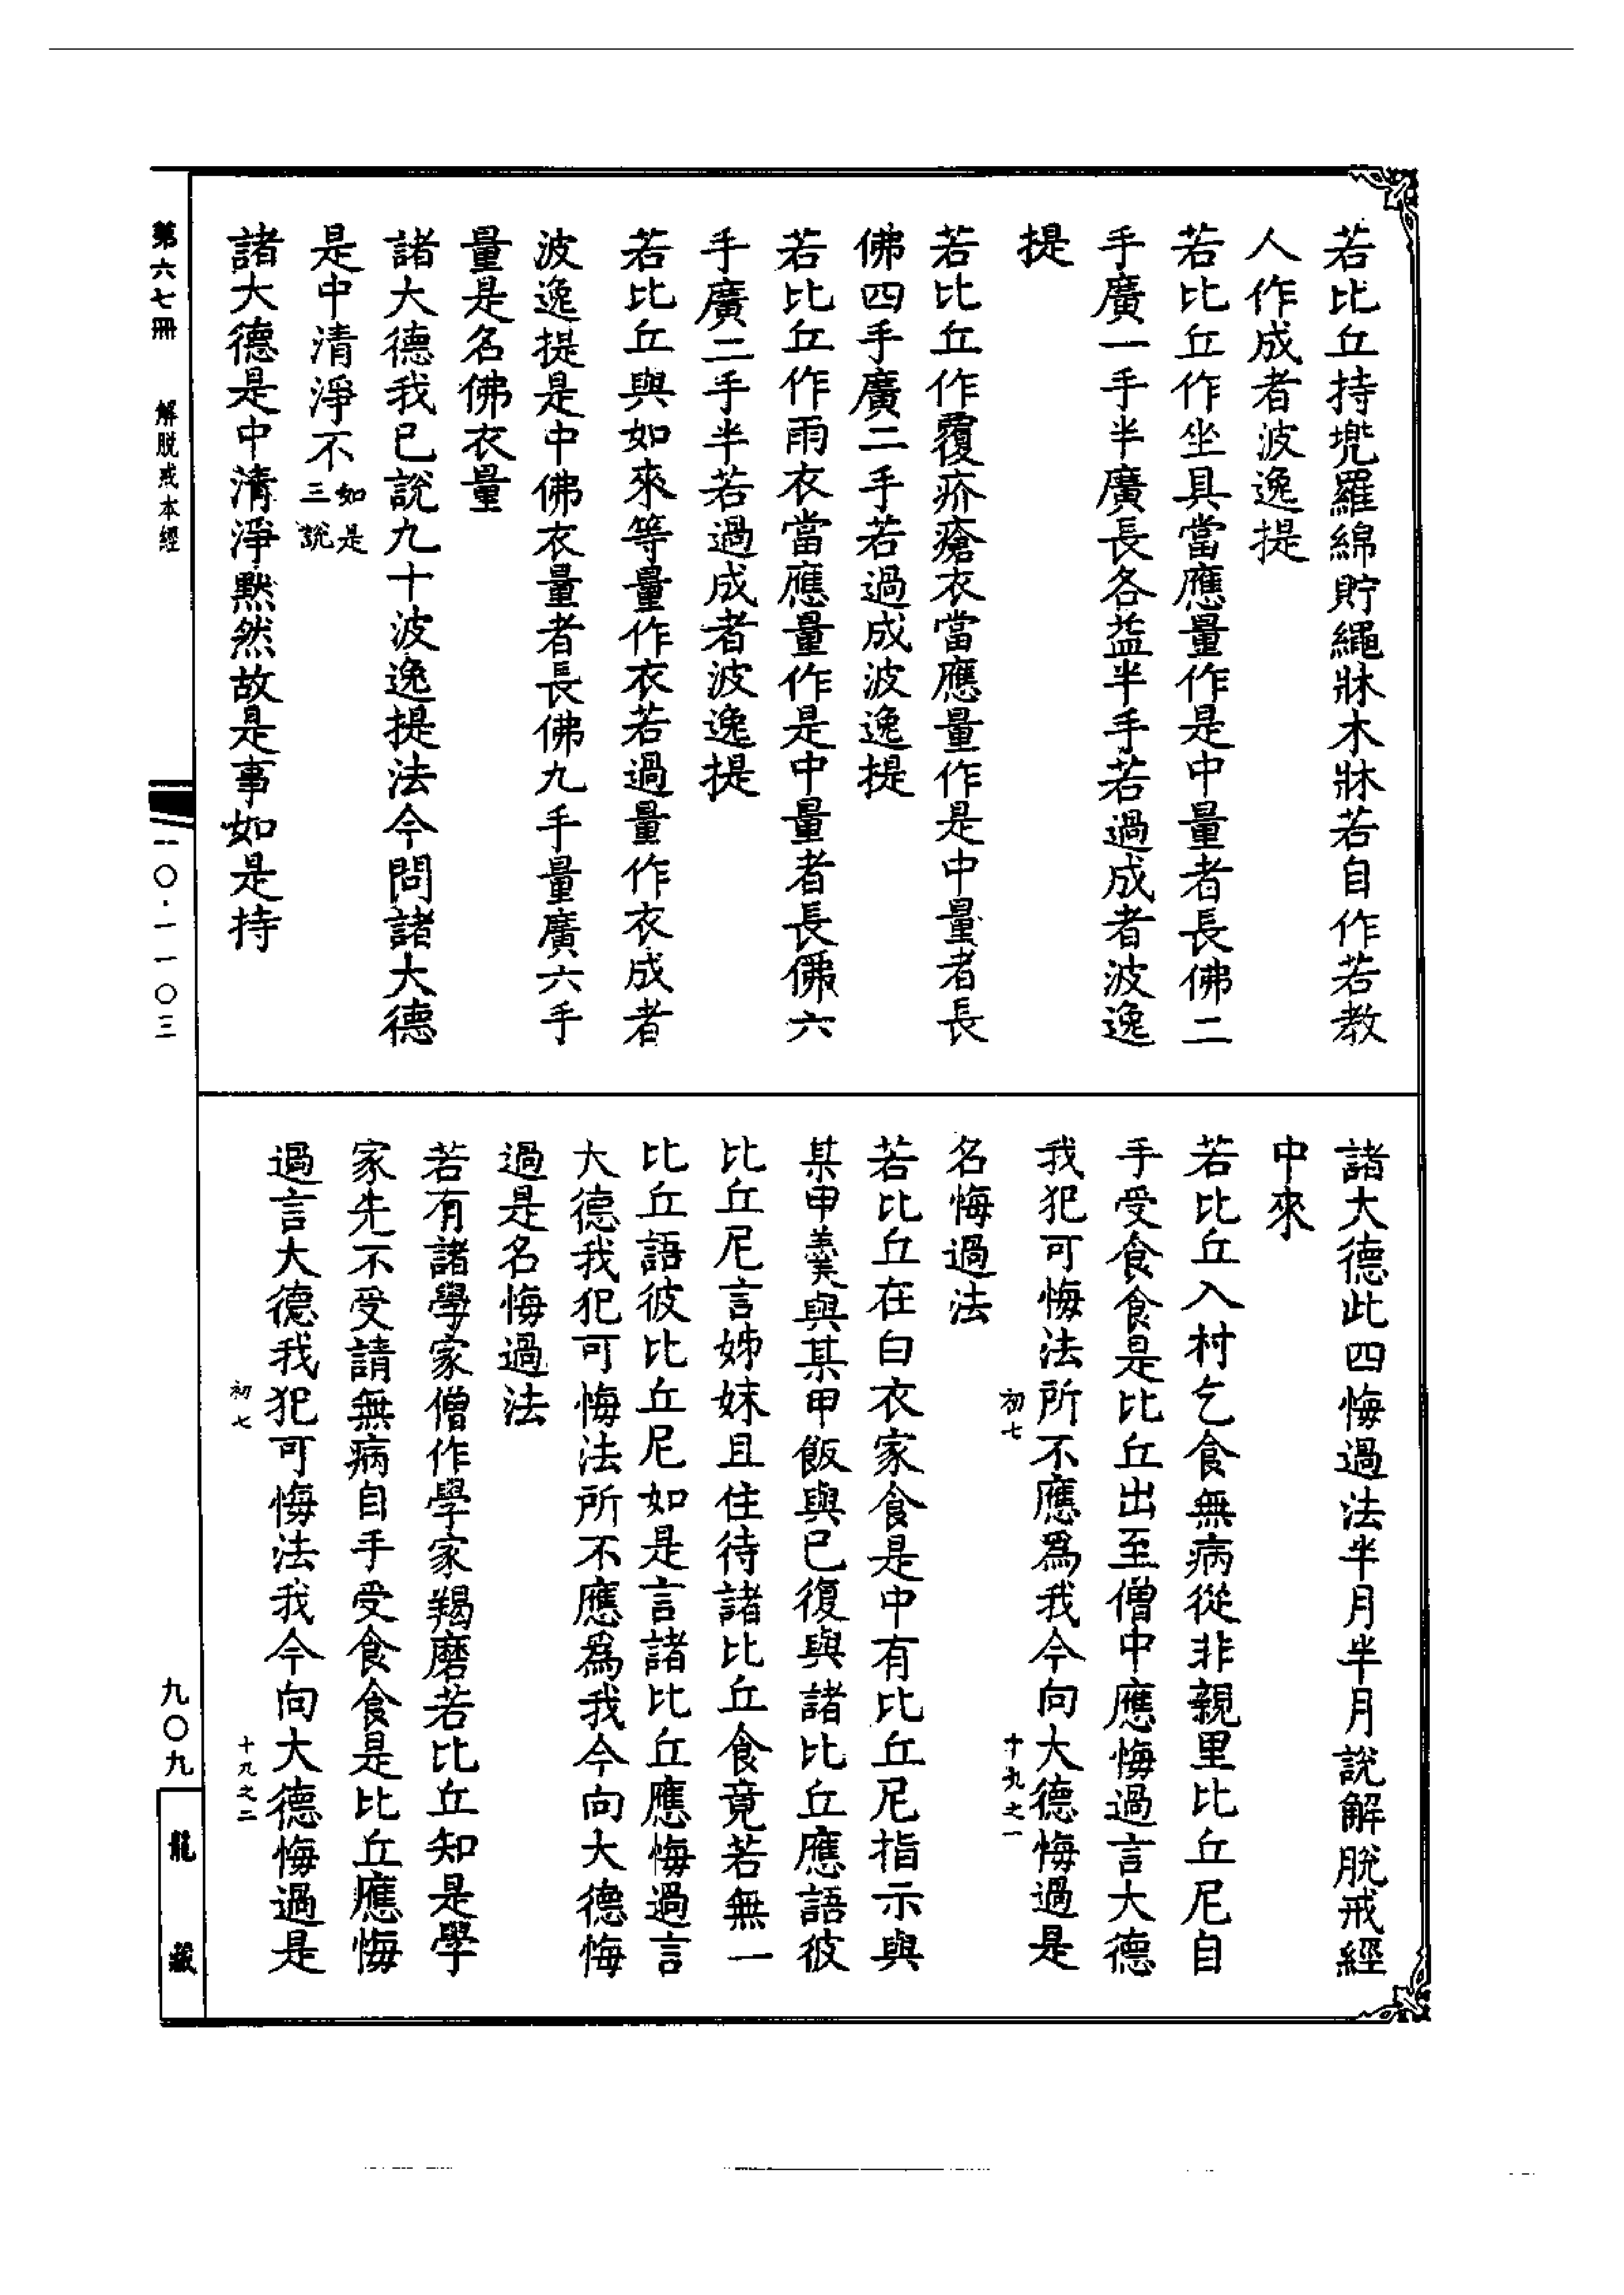 若比丘持兜羅綿貯繩牀木牀若自作若教
人作成者波逸提
若比丘作坐具當應量作是中量者長佛二
手廣一手半廣長各益半手若過成者波逸
提
若比丘作覆疥瘡衣當應量作是中量者長
佛四手廣二手若過成波逸提
若比丘作雨衣當應量作是中量者長佛六
手廣二手半若過成者波逸提
若比丘與如來等量作衣若過量作衣成者
波逸提是中佛衣量者長佛九手量廣六手
量是名佛衣量
諸大德我已說九十波逸提法今問諸大德
是中清淨不如是三說
諸大德是中清淨默然故是事如是持
諸大德此四悔過法半月半月說解脫戒經
中來
若比丘入村乞食無病從非親里比丘尼自
手受食食是比丘出至僧中應悔過言大德
我犯可悔法所不應爲我今向大德悔過是
初七 十九之一
名悔過法
若比丘在白衣家食是中有比丘尼指示與
某甲羹與某甲飯與已復與諸比丘應語彼
比丘尼言姊妹且住待諸比丘食竟若無一
比丘語彼比丘尼如是言諸比丘應悔過言
大德我犯可悔法所不應爲我今向大德悔
過是名悔過法
若有諸學家僧作學家羯磨若比丘知是學
家先不受請無病自手受食食是比丘應悔
過言大德我犯可悔法我今向大德悔過是
初七 十九之二
第六七冊 解脫戒本經
一〇·一一〇三
九〇九
龍藏